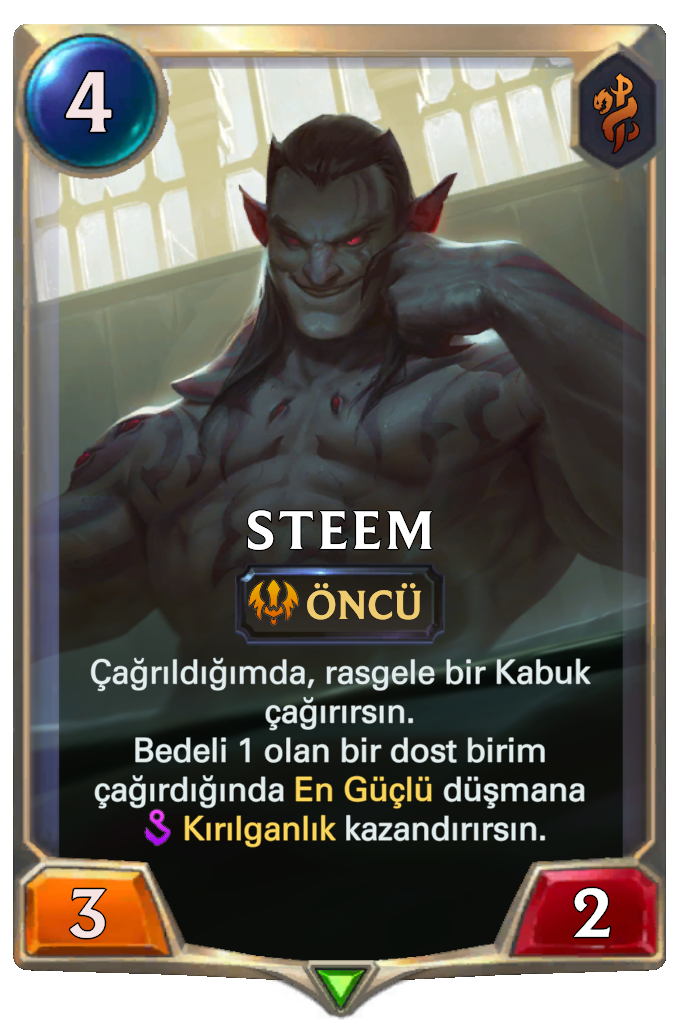 4
STEEM
ÖNCÜ
Çağrıldığımda, rasgele bir Kabuk
çağırırsın.
Bedeli 1 olan bir dost birim
çağırdığında En Güçlü düşmana
Kırılganlık kazandırırsın.
3
2